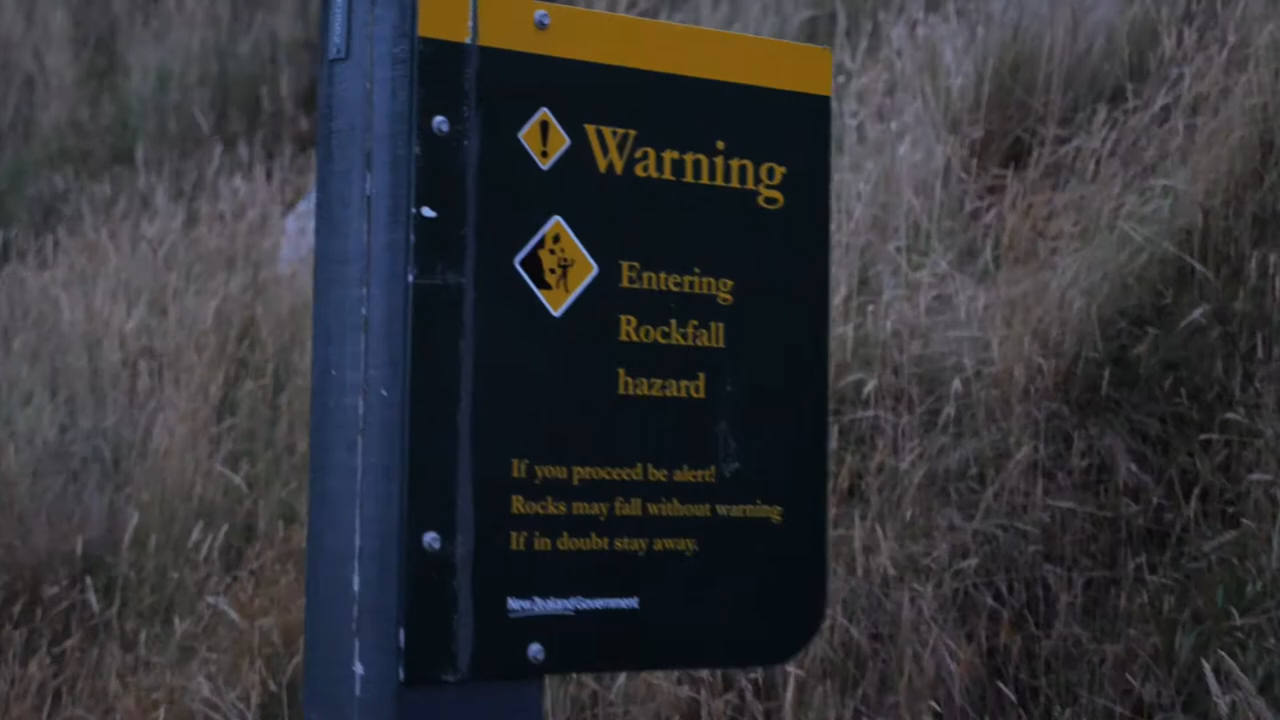 Warning
Entering
Rockfall
hazard
If you proceed be alert!
Rocks may fall without warning
If in doubt stay away.
New Zealand Government